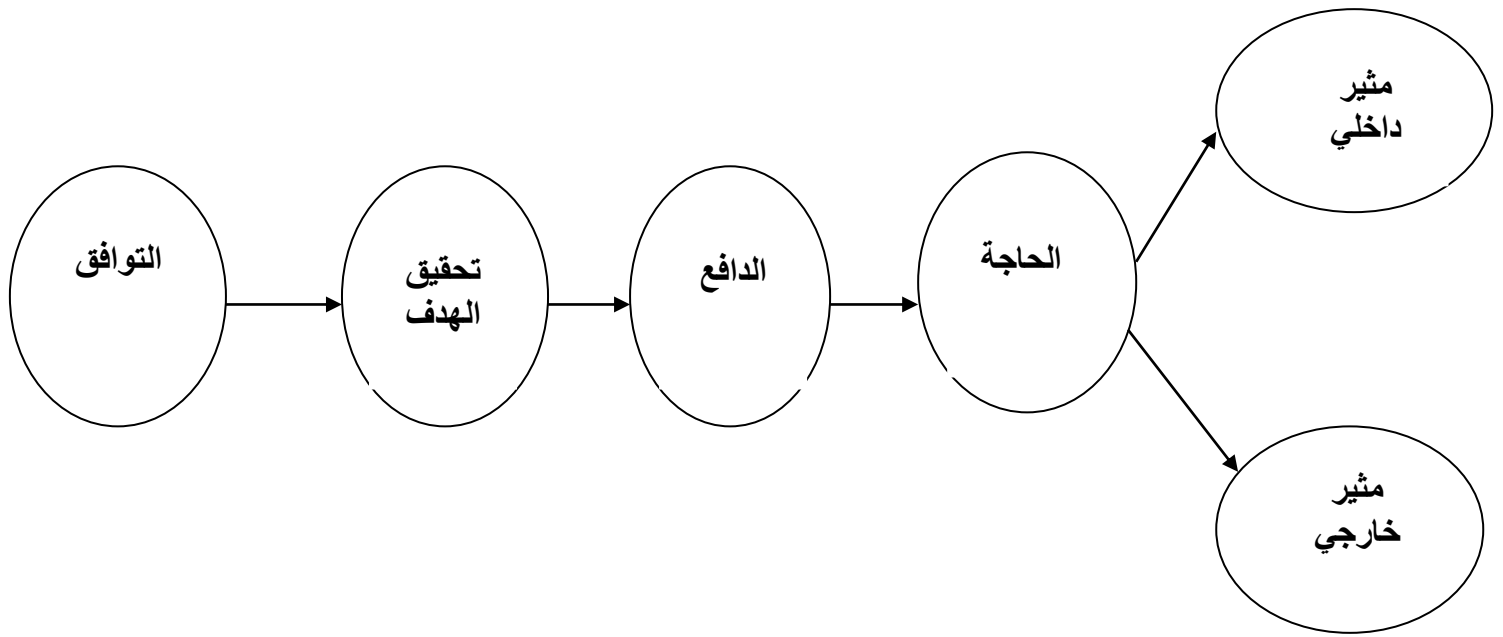 مثير
داخلي
الحاجة
الدافع
تحقيق
الهدف
التوافق
مثير
خارجي